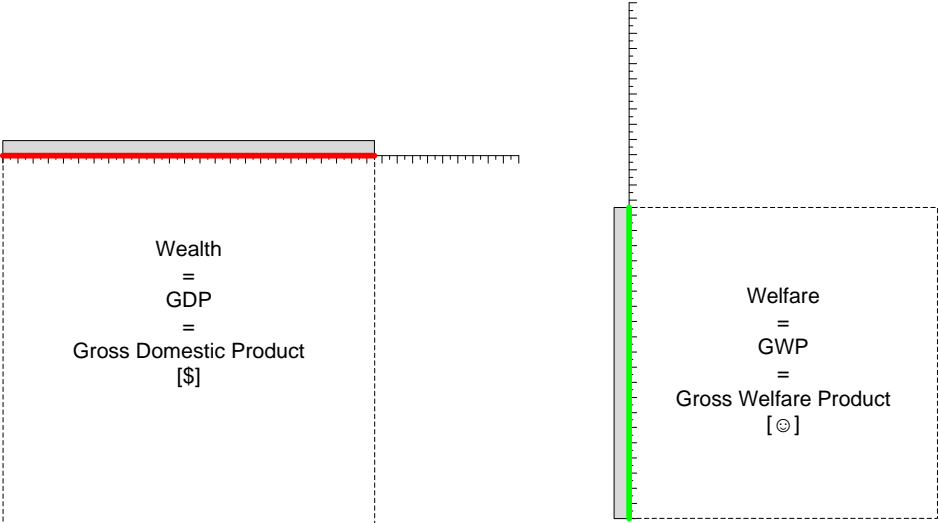 Wealth
=
GDP
=
Gross Domestic Product
[$]
Welfare
=
GWP
=
Gross Welfare Product
[☺]